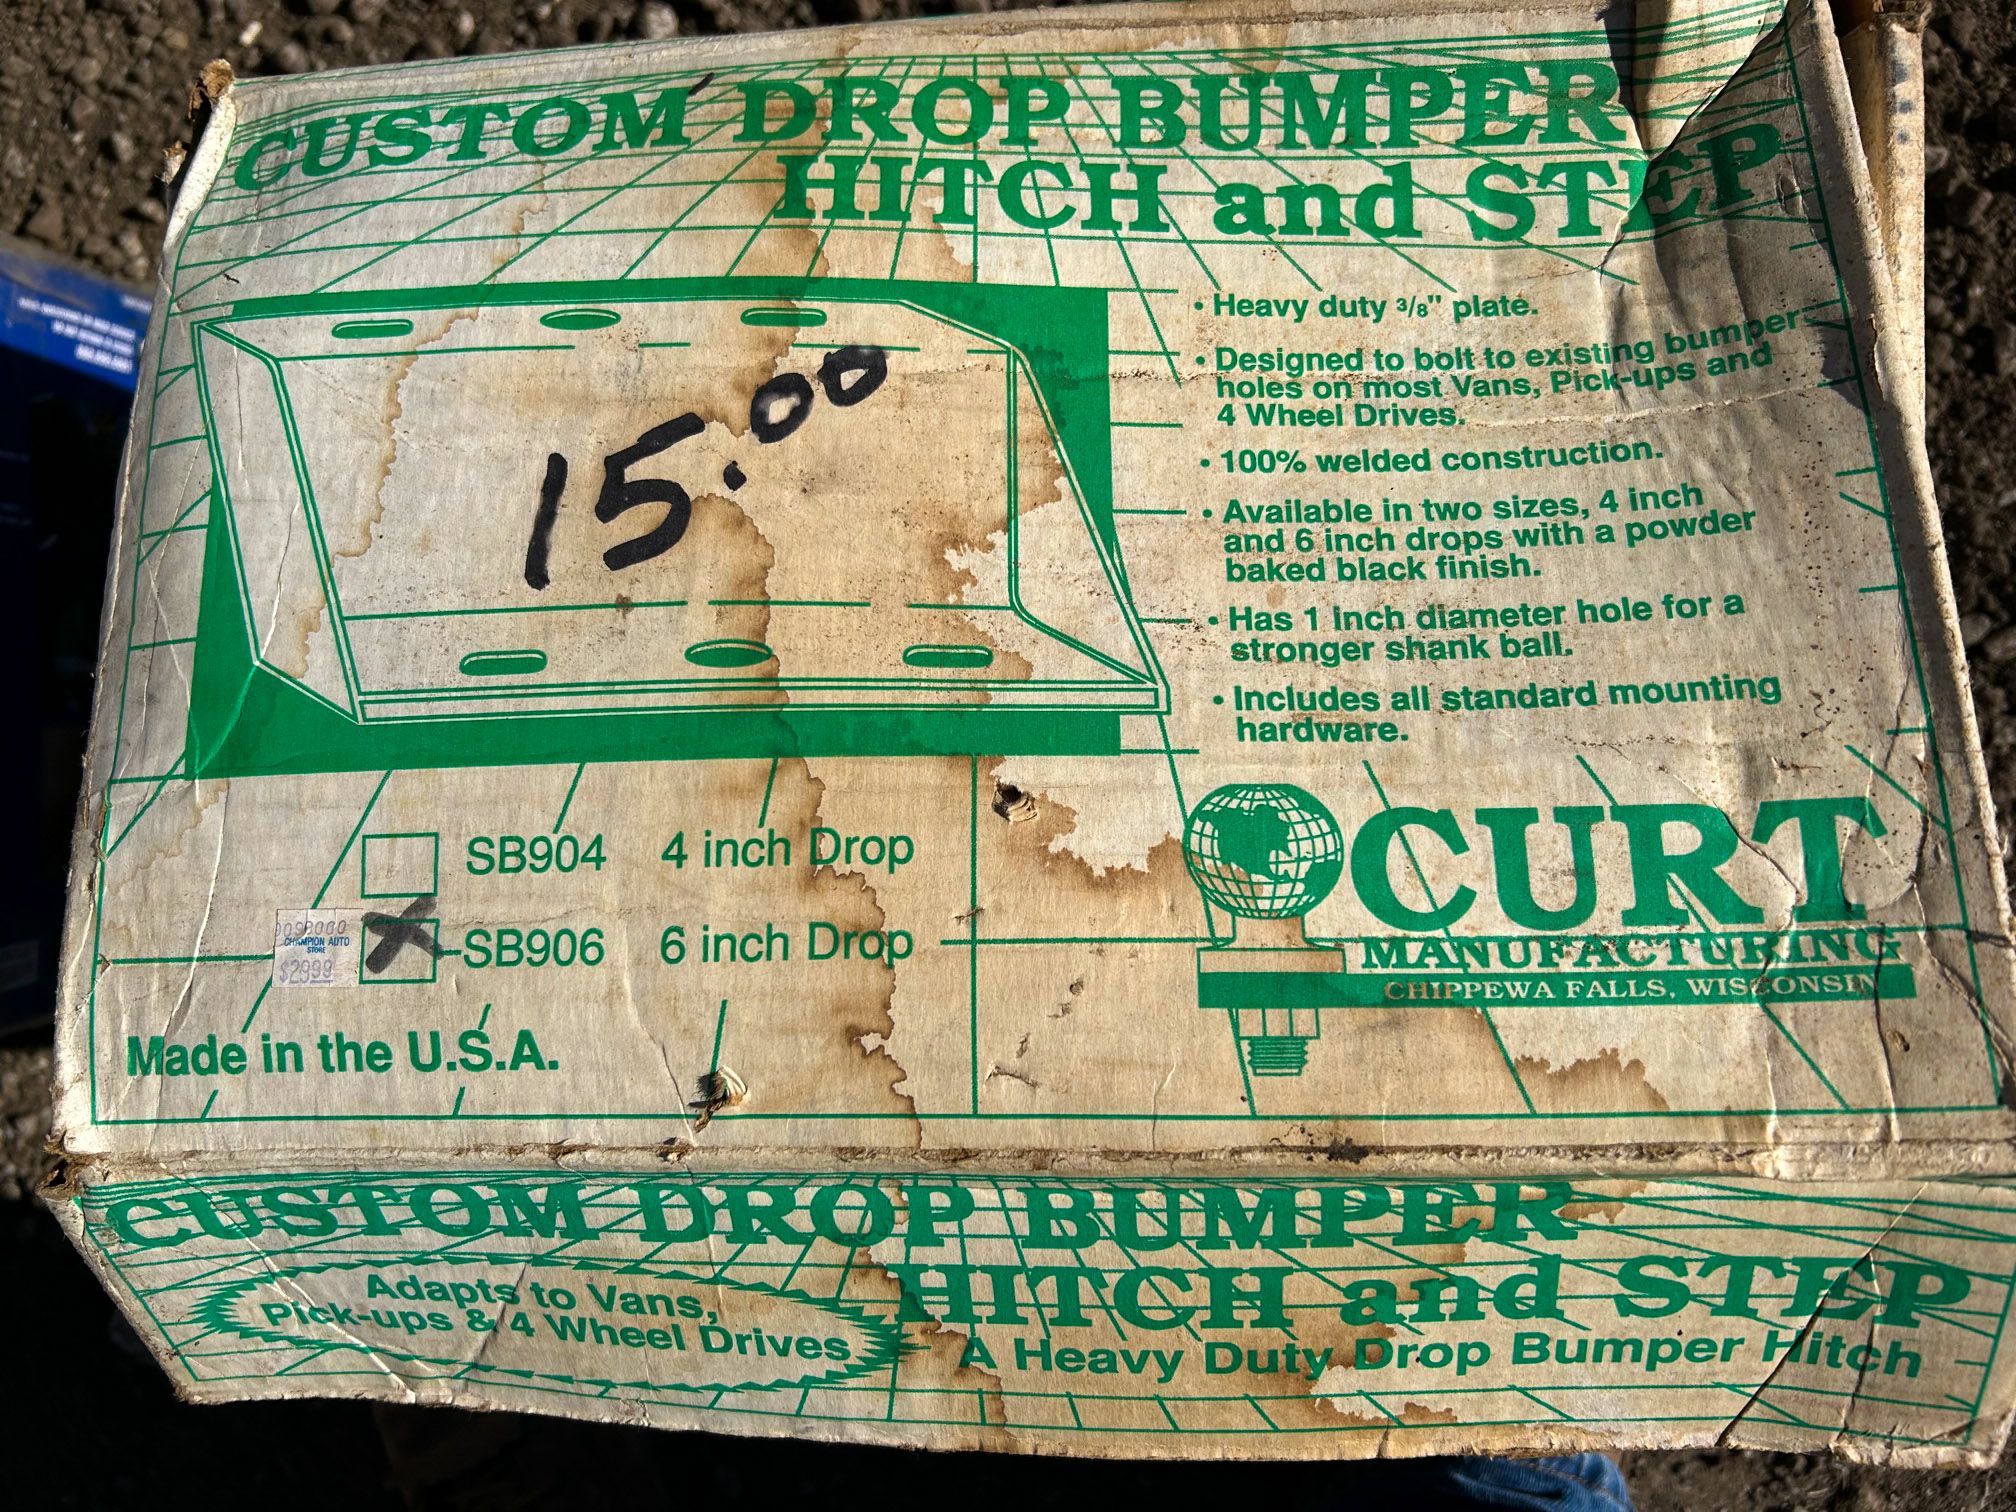 CUSTOM DROP BUMPER
HITCH and STEP
• Heavy duty 3/8" plate.
• Designed to bolt to existing bumper
holes on most Vans, Pick-ups and
4 Wheel Drives.
• 100% welded construction.
• Available in two sizes, 4 inch
and 6 inch drops with a powder
baked black finish.
• Has 1 inch diameter hole for a
stronger shank ball.
• Includes all standard mounting
hardware.
15.00
SB904 4 inch Drop
SB906 6 inch Drop
CHAMPION AUTO
STORE
$2999
Made in the U.S.A.
CURT
MANUFACTURING
CHIPPEWA FALLS, WISCONSIN
CUSTOM DROP BUMPER
HITCH and STEP
Adapts to Vans,
Pick-ups & 4 Wheel Drives
A Heavy Duty Drop Bumper Hitch